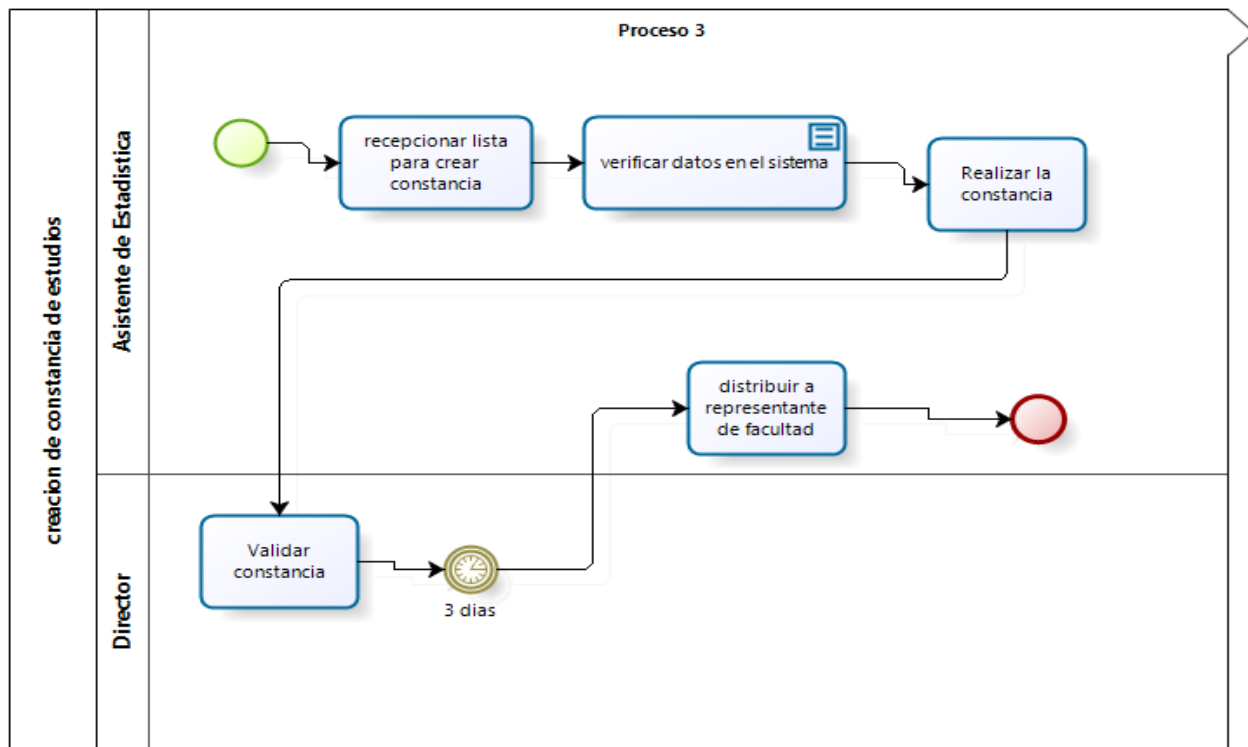 Proceso 3
creacion de constancia de estudios
Asistente de Estadística
recepcionar lista
para crear
constancia
verificar datos en el sistema
Realizar la
constancia
distribuir a
representante
de facultad
Director
Validar
constancia
3 dias